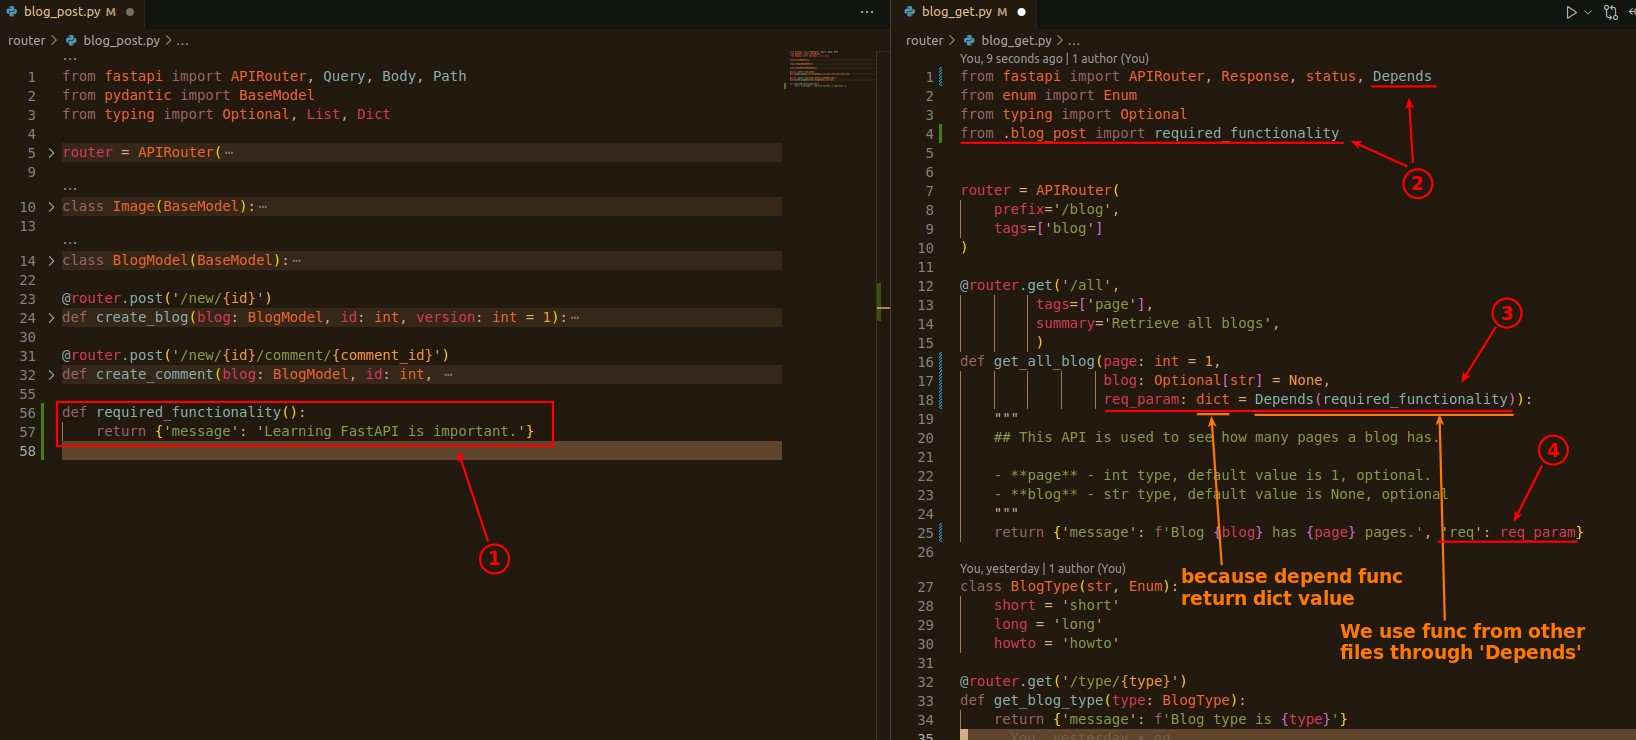 blog_post.py M
router > blog_post.py > ...
...
1 from fastapi import APIRouter, Query, Body, Path
2 from pydantic import BaseModel
3 from typing import Optional, List, Dict
4
5 > router = APIRouter(⋯
9
...
10 > class Image(BaseModel):⋯
13
...
14 > class BlogModel(BaseModel):⋯
22
23 @router.post('/new/{id}')
24 > def create_blog(blog: BlogModel, id: int, version: int = 1):⋯
30
31 @router.post('/new/{id}/comment/{comment_id}')
32 > def create_comment(blog: BlogModel, id: int, ⋯
55
56 def required_functionality():
57 return {'message': 'Learning FastAPI is important.'}
58
1
blog_get.py M
router > blog_get.py > ...
You, 9 seconds ago | 1 author (You)
1 from fastapi import APIRouter, Response, status, Depends
2 from enum import Enum
3 from typing import Optional
4 from .blog_post import required_functionality
5
2
6
7 router = APIRouter(
8 prefix='/blog',
9 tags=['blog']
10 )
11
12 @router.get('/all',
13 tags=['page'],
3
14 summary='Retrieve all blogs',
15 )
16 def get_all_blog(page: int = 1,
17 blog: Optional[str] = None,
18 req_param: dict = Depends(required_functionality)):
19 """
20 ## This API is used to see how many pages a blog has.
4
21
22 - **page** - int type, default value is 1, optional.
23 - **blog** - str type, default value is None, optional
24 """
25 return {'message': f'Blog {blog} has {page} pages.', 'req': req_param}
26
because depend func
return dict value
You, yesterday | 1 author (You)
27 class BlogType(str, Enum):
28 short = 'short'
29 long = 'long'
30 howto = 'howto'
We use func from other
files through 'Depends'
31
32 @router.get('/type/{type}')
33 def get_blog_type(type: BlogType):
34 return {'message': f'Blog type is {type}'}
35 You, yesterday • gg